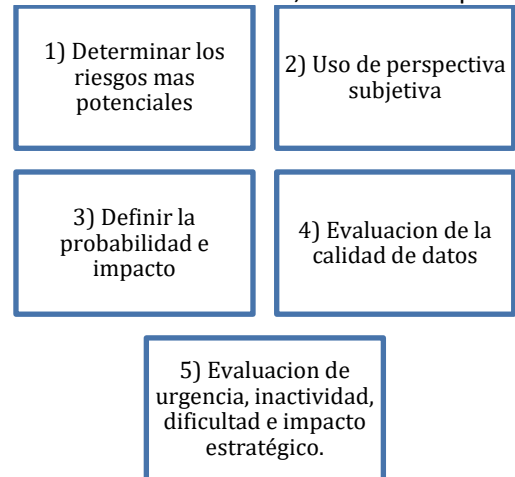 1) Determinar los
riesgos mas
potenciales
2) Uso de perspectiva
subjetiva
3) Definir la
probabilidad e
impacto
4) Evaluacion de la
calidad de datos
5) Evaluacion de
urgencia, inactividad,
dificultad e impacto
estratégico.